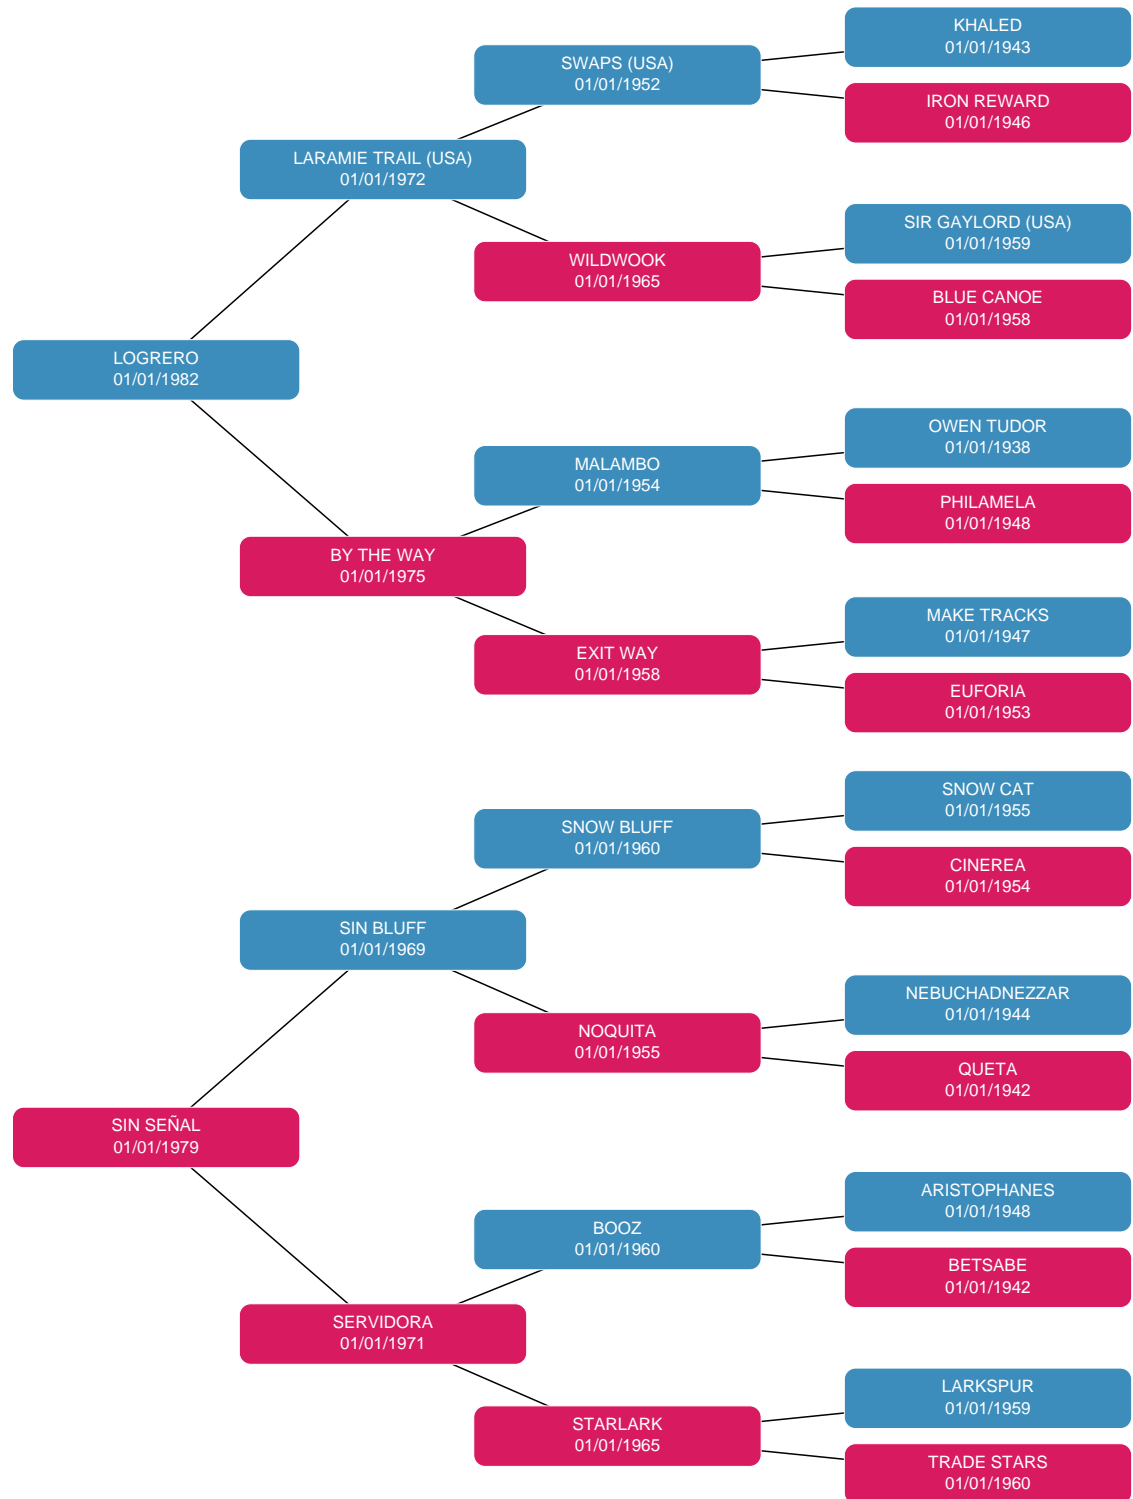 KHALED
01/01/1943
SWAPS (USA)
01/01/1952
IRON REWARD
01/01/1946
LARAMIE TRAIL (USA)
01/01/1972
SIR GAYLORD (USA)
01/01/1959
WILDWOOK
01/01/1965
BLUE CANOE
01/01/1958
LOGRERO
01/01/1982
OWEN TUDOR
01/01/1938
MALAMBO
01/01/1954
PHILAMELA
01/01/1948
BY THE WAY
01/01/1975
MAKE TRACKS
01/01/1947
EXIT WAY
01/01/1958
EUFORIA
01/01/1953
SNOW CAT
01/01/1955
SNOW BLUFF
01/01/1960
CINEREA
01/01/1954
SIN BLUFF
01/01/1969
NEBUCHADNEZZAR
01/01/1944
NOQUITA
01/01/1955
QUETA
01/01/1942
SIN SEÑAL
01/01/1979
ARISTOPHANES
01/01/1948
BOOZ
01/01/1960
BETSABE
01/01/1942
SERVIDORA
01/01/1971
LARKSPUR
01/01/1959
STARLARK
01/01/1965
TRADE STARS
01/01/1960